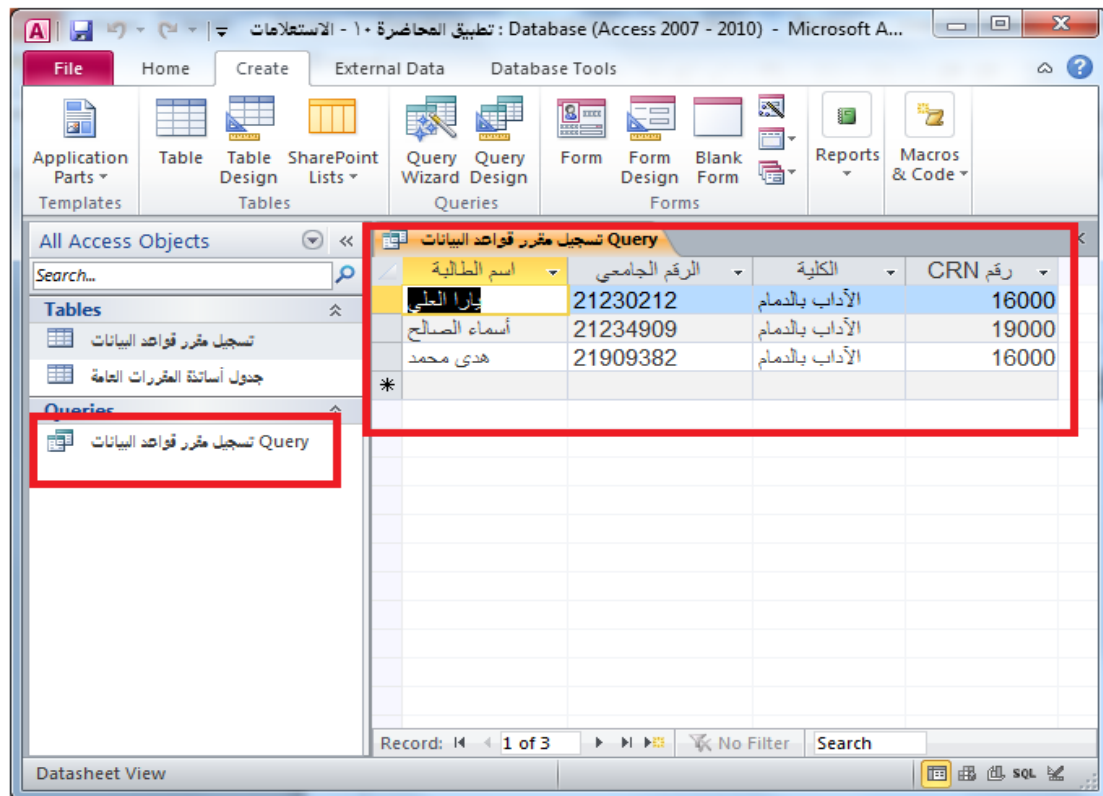 تطبيق المحاضرة ١٠ - الاستعلامات : Database (Access 2007 - 2010) - Microsoft A...
File Home Create External Data Database Tools
Application Parts
Table
Table Design
SharePoint Lists
Query Wizard
Query Design
Form
Form Design
Blank Form
Reports
Macros & Code
Templates Tables Queries Forms
All Access Objects
Search...
Tables
تسجيل مقرر قواعد البيانات
جدول أساتذة المقررات العامة
Queries
تسجيل مقرر قواعد البيانات Query
تسجيل مقرر قواعد البيانات Query
اسم الطالبة الرقم الجامعي الكلية رقم CRN
يارا العلي 21230212 الآداب بالدمام 16000
أسماء الصالح 21234909 الآداب بالدمام 19000
هدى محمد 21909382 الآداب بالدمام 16000
Record: 1 of 3 No Filter Search
Datasheet View SQL